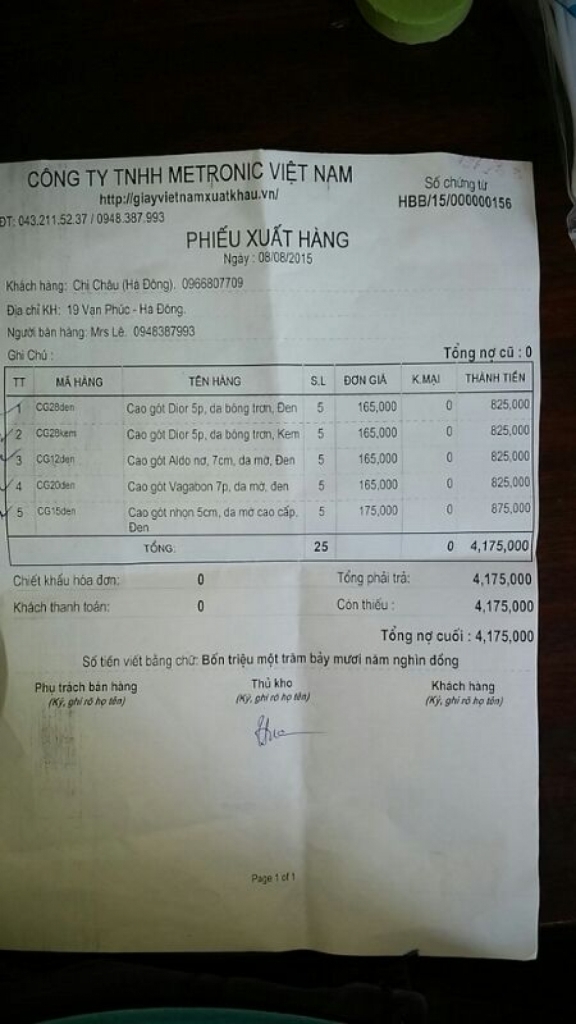 CÔNG TY TNHH METRONIC VIỆT NAM
http://giayvietnamxuatkhau.vn/
Số chứng từ
HBB/15/000000156
ĐT: 043.211.52.37 / 0948.387.993
PHIẾU XUẤT HÀNG
Ngày : 08/08/2015
Khách hàng: Chị Châu (Hà Đông). 0966807709
Địa chỉ KH: 19 Vạn Phúc - Hà Đông.
Người bán hàng: Mrs Lê. 0948387993
Ghi Chú :
Tổng nợ cũ : 0
TT MÃ HÀNG TÊN HÀNG S.L ĐƠN GIÁ K.MẠI THÀNH TIỀN
1 CG28den Cao gót Dior 5p, da bóng trơn, Đen 5 165,000 0 825,000
2 CG28kem Cao gót Dior 5p, da bóng trơn, Kem 5 165,000 0 825,000
3 CG12den Cao gót Aldo nơ, 7cm, da mờ, Đen 5 165,000 0 825,000
4 CG20den Cao gót Vagabon 7p, da mờ, đen 5 165,000 0 825,000
5 CG15den Cao gót nhọn 5cm, da mờ cao cấp, 5 175,000 0 875,000
Đen
TỔNG: 25 0 4,175,000
Chiết khấu hóa đơn: 0 Tổng phải trả: 4,175,000
Khách thanh toán: 0 Còn thiếu : 4,175,000
Tổng nợ cuối : 4,175,000
Số tiền viết bằng chữ: Bốn triệu một trăm bảy mươi năm nghìn đồng
Phụ trách bán hàng Thủ kho Khách hàng
(Ký, ghi rõ họ tên) (Ký, ghi rõ họ tên) (Ký, ghi rõ họ tên)
Page 1 of 1